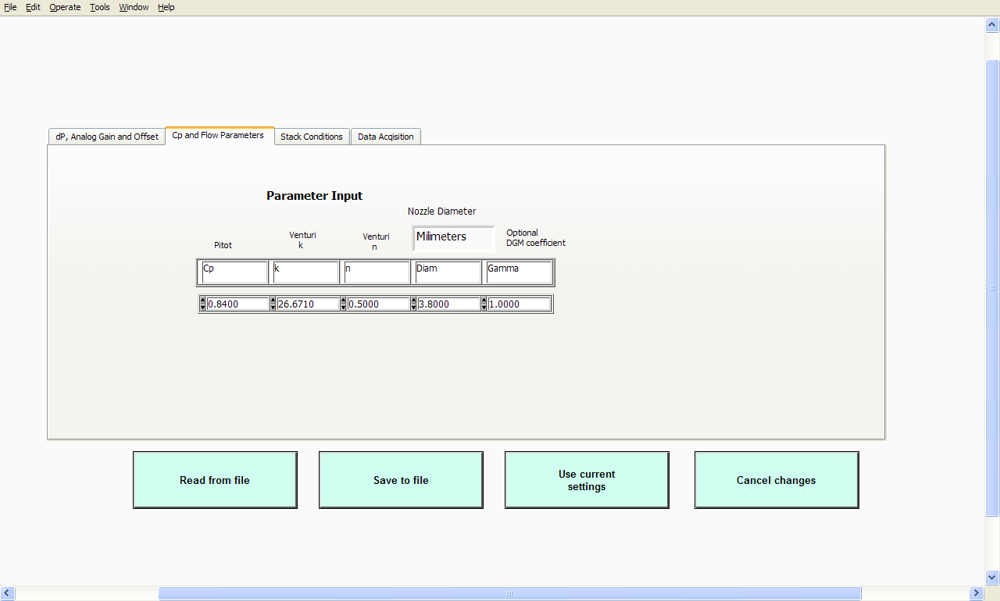 File Edit Operate Tools Window Help
dP, Analog Gain and Offset Cp and Flow Parameters Stack Conditions Data Acqisition
Parameter Input
Nozzle Diameter
Pitot
Venturi
k
Venturi
n
Milimeters
Optional
DGM coefficient
Cp k n Diam Gamma
0.8400 26.6710 0.5000 3.8000 1.0000
Read from file
Save to file
Use current
settings
Cancel changes